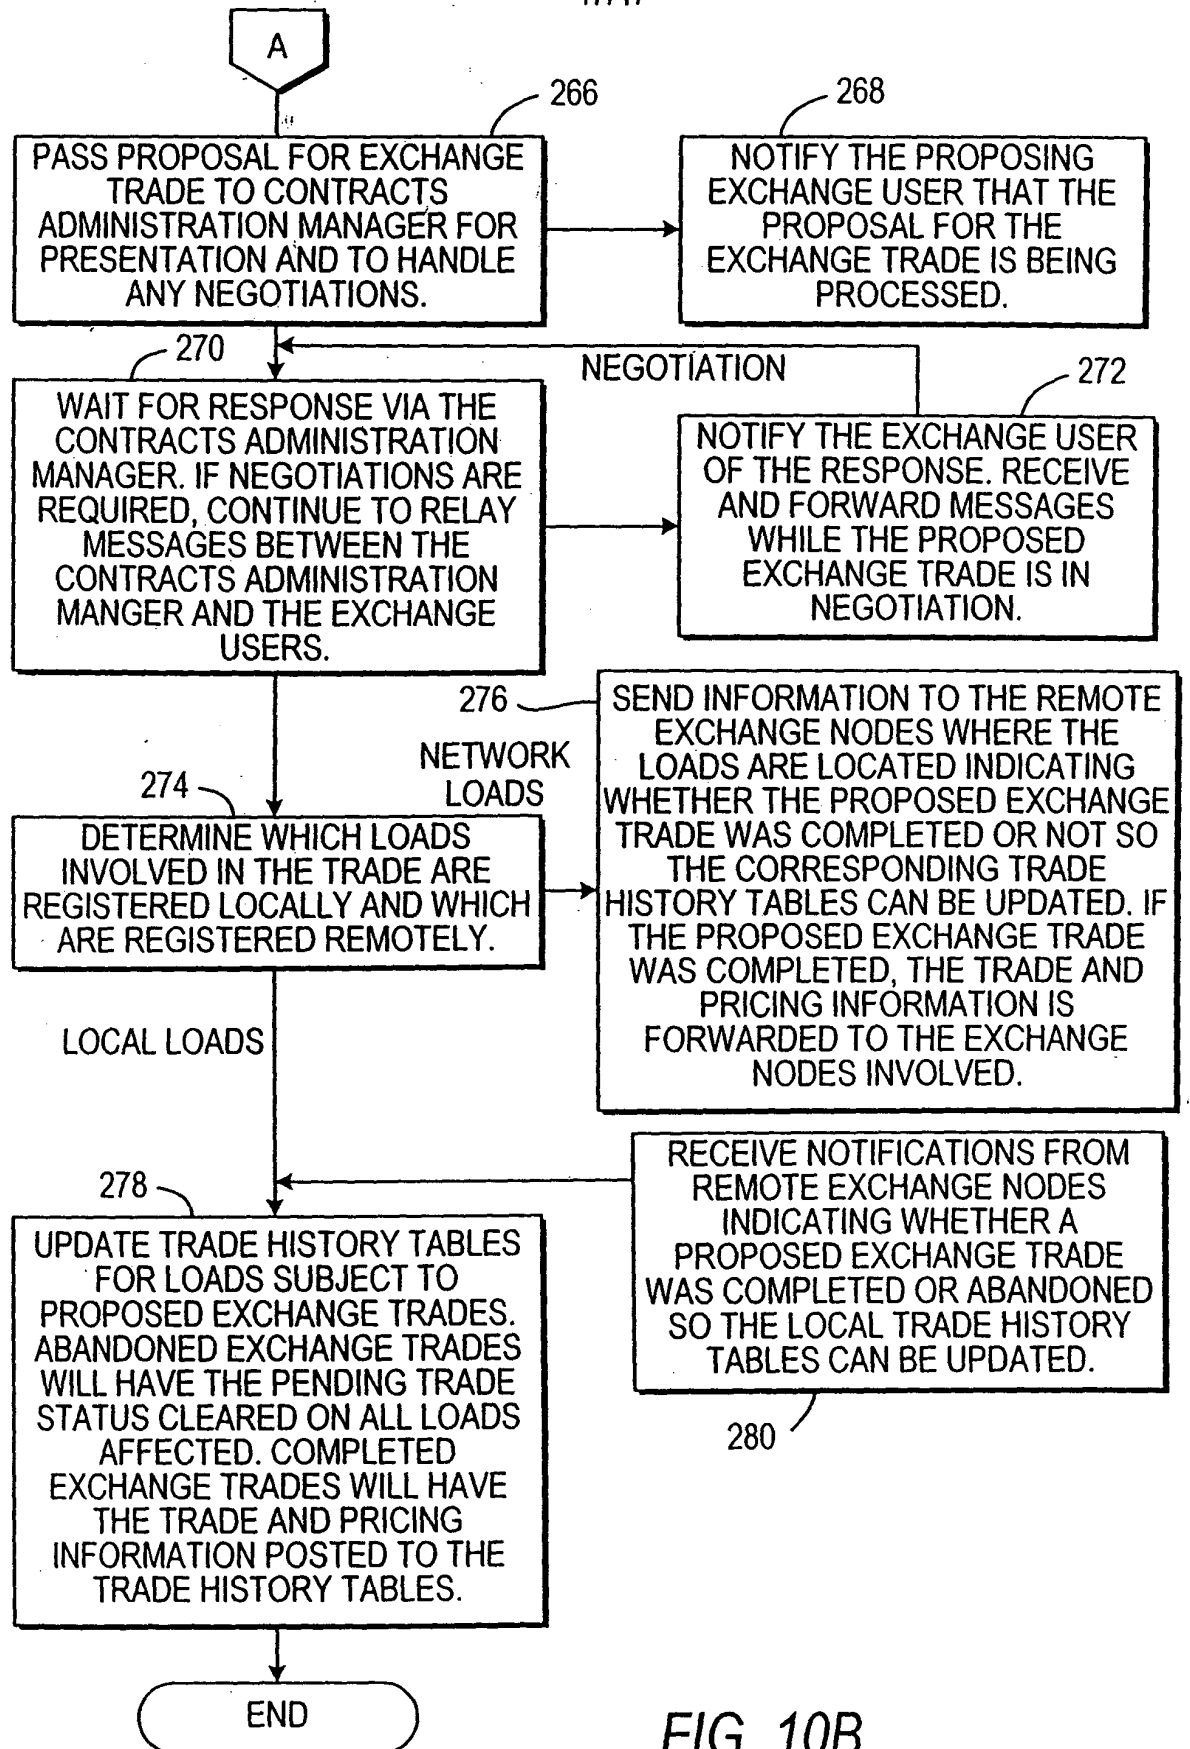 A
266
PASS PROPOSAL FOR EXCHANGE
TRADE TO CONTRACTS
ADMINISTRATION MANAGER FOR
PRESENTATION AND TO HANDLE
ANY NEGOTIATIONS.
268
NOTIFY THE PROPOSING
EXCHANGE USER THAT THE
PROPOSAL FOR THE
EXCHANGE TRADE IS BEING
PROCESSED.
270
WAIT FOR RESPONSE VIA THE
CONTRACTS ADMINISTRATION
MANAGER. IF NEGOTIATIONS ARE
REQUIRED, CONTINUE TO RELAY
MESSAGES BETWEEN THE
CONTRACTS ADMINISTRATION
MANGER AND THE EXCHANGE
USERS.
NEGOTIATION
272
NOTIFY THE EXCHANGE USER
OF THE RESPONSE. RECEIVE
AND FORWARD MESSAGES
WHILE THE PROPOSED
EXCHANGE TRADE IS IN
NEGOTIATION.
274
DETERMINE WHICH LOADS
INVOLVED IN THE TRADE ARE
REGISTERED LOCALLY AND WHICH
ARE REGISTERED REMOTELY.
NETWORK
LOADS
276
SEND INFORMATION TO THE REMOTE
EXCHANGE NODES WHERE THE
LOADS ARE LOCATED INDICATING
WHETHER THE PROPOSED EXCHANGE
TRADE WAS COMPLETED OR NOT SO
THE CORRESPONDING TRADE
HISTORY TABLES CAN BE UPDATED. IF
THE PROPOSED EXCHANGE TRADE
WAS COMPLETED, THE TRADE AND
PRICING INFORMATION IS
FORWARDED TO THE EXCHANGE
NODES INVOLVED.
LOCAL LOADS
278
UPDATE TRADE HISTORY TABLES
FOR LOADS SUBJECT TO
PROPOSED EXCHANGE TRADES.
ABANDONED EXCHANGE TRADES
WILL HAVE THE PENDING TRADE
STATUS CLEARED ON ALL LOADS
AFFECTED. COMPLETED
EXCHANGE TRADES WILL HAVE
THE TRADE AND PRICING
INFORMATION POSTED TO THE
TRADE HISTORY TABLES.
RECEIVE NOTIFICATIONS FROM
REMOTE EXCHANGE NODES
INDICATING WHETHER A
PROPOSED EXCHANGE TRADE
WAS COMPLETED OR ABANDONED
SO THE LOCAL TRADE HISTORY
TABLES CAN BE UPDATED.
280
END
FIG. 10B